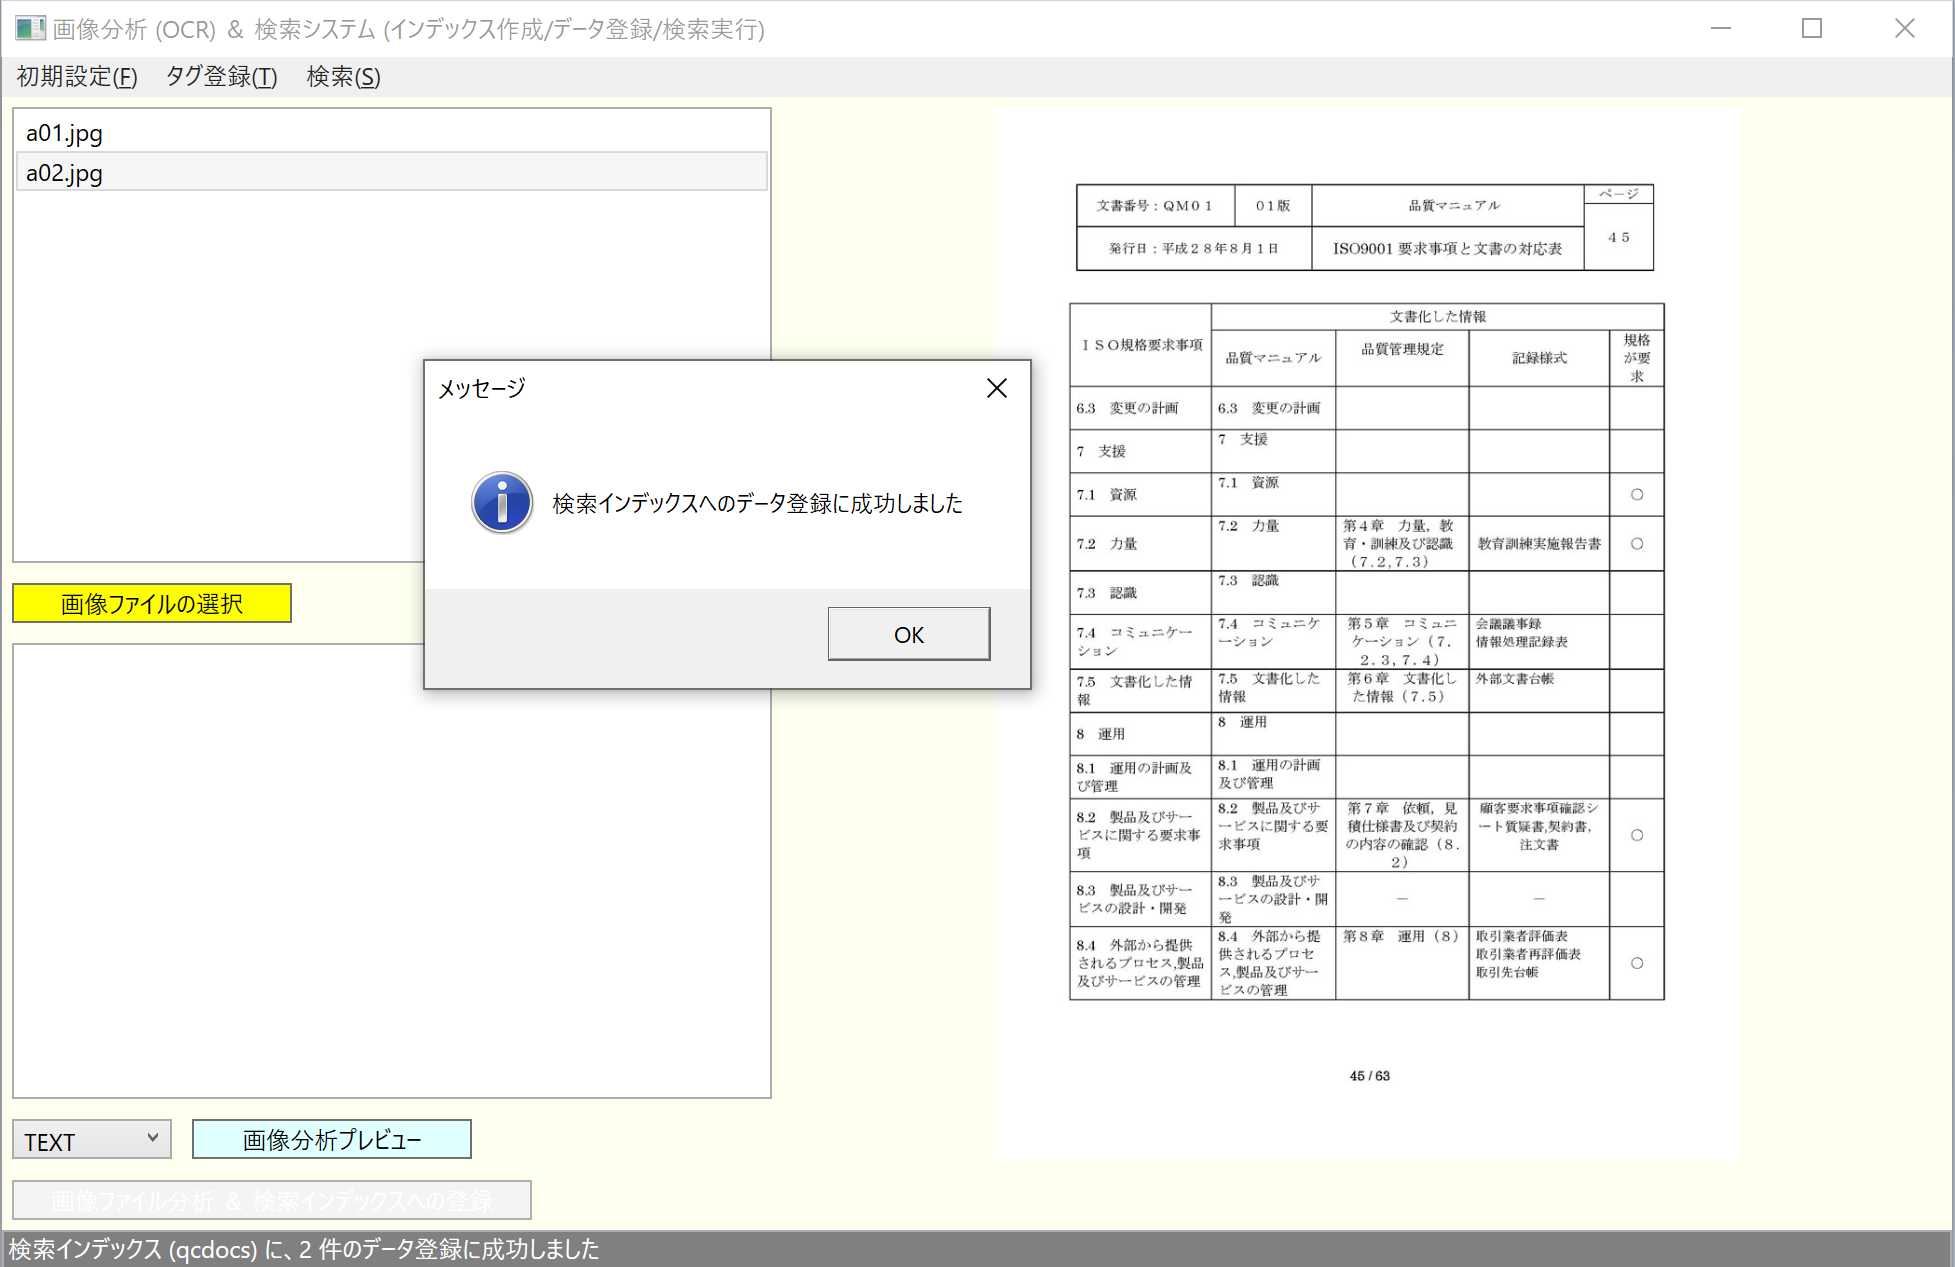 画像分析 (OCR) & 検索システム (インデックス作成/データ登録/検索実行)
初期設定(F) タグ登録(T) 検索(S)
a01.jpg
a02.jpg
画像ファイルの選択
メッセージ
検索インデックスへのデータ登録に成功しました
OK
TEXT
画像分析プレビュー
画像ファイル分析 & 検索インデックスへの登録
検索インデックス (qcdocs) に、2 件のデータ登録に成功しました
文書番号：QM01 01版 品質マニュアル ページ
発行日：平成28年8月1日 ISO9001 要求事項と文書の対応表 45
ISO規格要求事項 文書化した情報
品質マニュアル 品質管理規定 記録様式 規格
が要
求
6.3 変更の計画 6.3 変更の計画
7 支援 7 支援
7.1 資源 7.1 資源 ○
7.2 力量 7.2 力量 第4章 力量，教
育・訓練及び認識
（7.2,7.3） 教育訓練実施報告書 ○
7.3 認識 7.3 認識
7.4 コミュニケー
ション 7.4 コミュニケ
ーション 第5章 コミュニ
ケーション（7.
2.3,7.4） 会議議事録
情報処理記録表
7.5 文書化した情
報 7.5 文書化した
情報 第6章 文書化し
た情報（7.5） 外部文書台帳
8 運用 8 運用
8.1 運用の計画及
び管理 8.1 運用の計画
及び管理
8.2 製品及びサー
ビスに関する要求事
項 8.2 製品及びサ
ービスに関する要
求事項 第7章 依頼，見
積仕様書及び契約
の内容の確認（8.
2） 顧客要求事項確認シ
ート質疑書,契約書,
注文書 ○
8.3 製品及びサー
ビスの設計・開発 8.3 製品及びサ
ービスの設計・開
発 － －
8.4 外部から提供
されるプロセス,製品
及びサービスの管理 8.4 外部から提
供されるプロセ
ス,製品及びサー
ビスの管理 第8章 運用（8） 取引業者評価表
取引業者再評価表
取引先台帳 ○
45 / 63